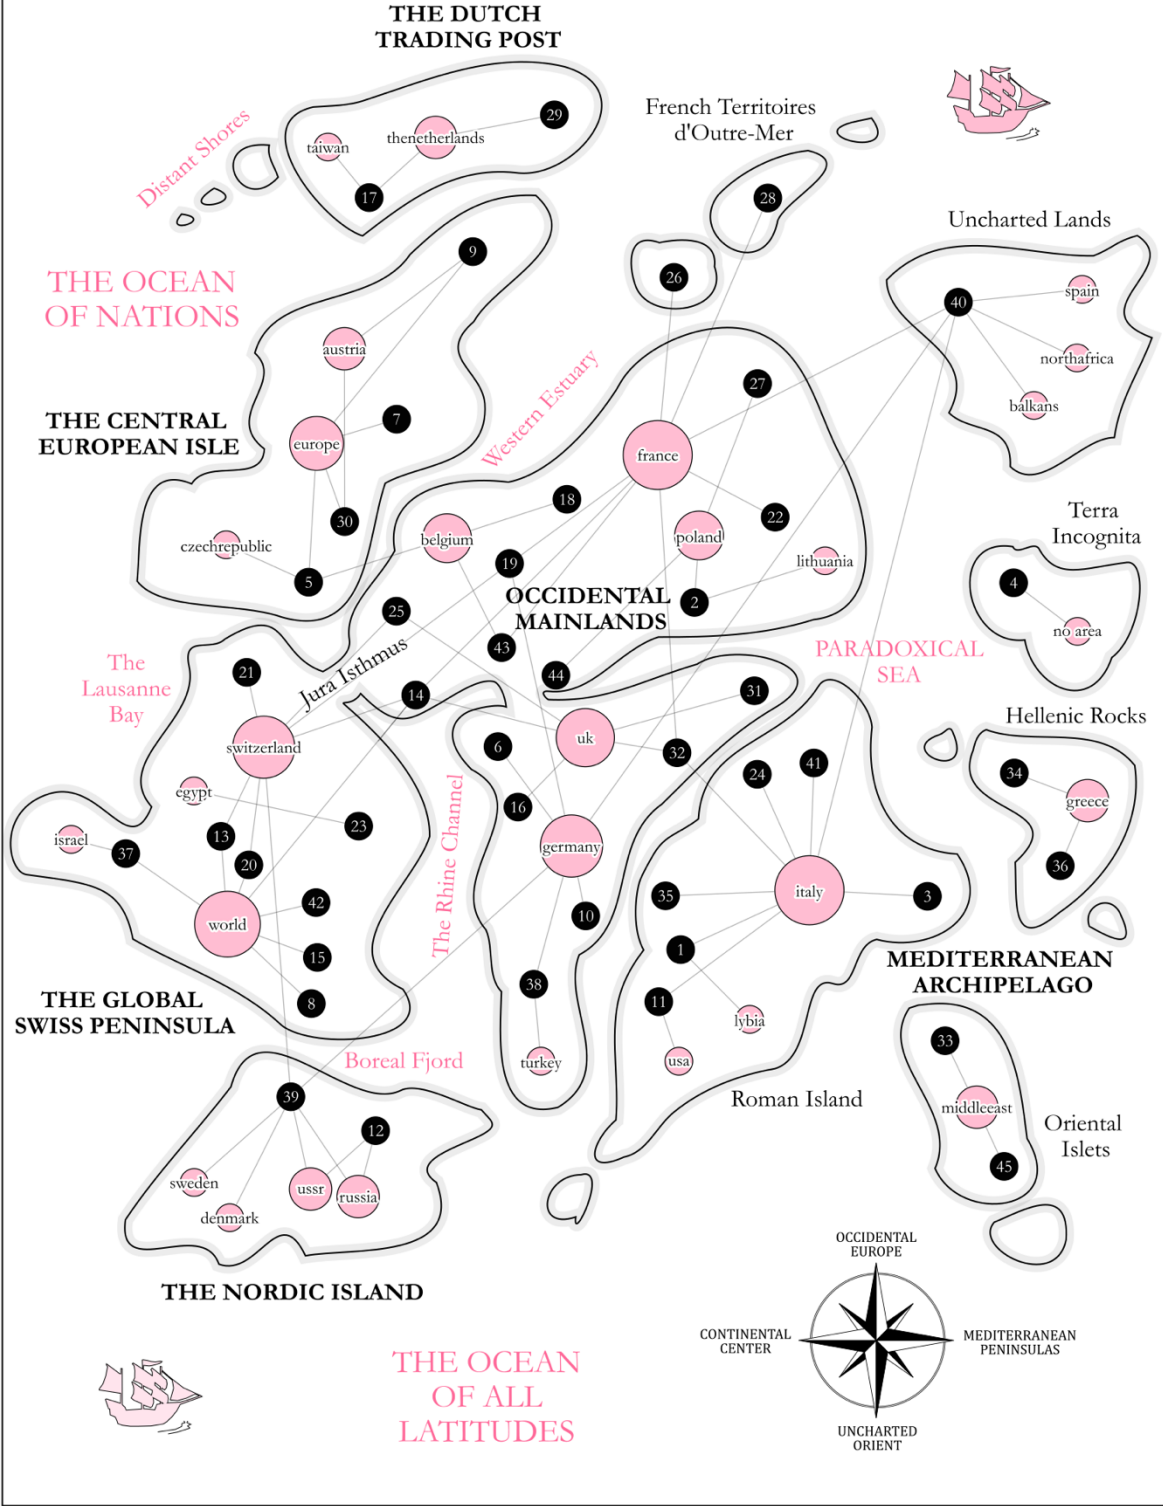 THE DUTCH
TRADING POST
29
taiwan
thenetherlands
17
Distant Shores
French Territoires
d'Outre-Mer
28
26
Uncharted Lands
40
spain
northafrica
balkans
THE OCEAN
OF NATIONS
9
austria
7
europe
30
czechrepublic
5
THE CENTRAL
EUROPEAN ISLE
Western Estuary
27
france
18
22
belgium
poland
lithuania
19
2
OCCIDENTAL
MAINLANDS
25
43
44
Jura Isthmus
14
Terra
Incognita
4
no area
PARADOXICAL
SEA
The
Lausanne
Bay
21
switzerland
egypt
israel
37
13
20
23
world
42
15
8
THE GLOBAL
SWISS PENINSULA
The Rhine Channel
31
uk
6
32
16
germany
10
38
turkey
24
41
35
italy
3
1
11
lybia
usa
Roman Island
Hellenic Rocks
34
greece
36
MEDITERRANEAN
ARCHIPELAGO
33
middleeast
45
Oriental
Islets
Boreal Fjord
39
12
sweden
ussr
russia
denmark
THE NORDIC ISLAND
THE OCEAN
OF ALL
LATITUDES
OCCIDENTAL
EUROPE
CONTINENTAL
CENTER
MEDITERRANEAN
PENINSULAS
UNCHARTED
ORIENT